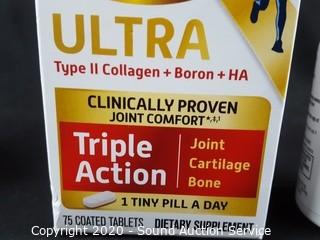 ULTRA
Type II Collagen + Boron + HA
CLINICALLY PROVEN
JOINT COMFORT*,‡,1
Triple
Action
Joint
Cartilage
Bone
1 TINY PILL A DAY
75 COATED TABLETS DIETARY SUPPLEMENT
Copyright 2020 - Sound Auction Service